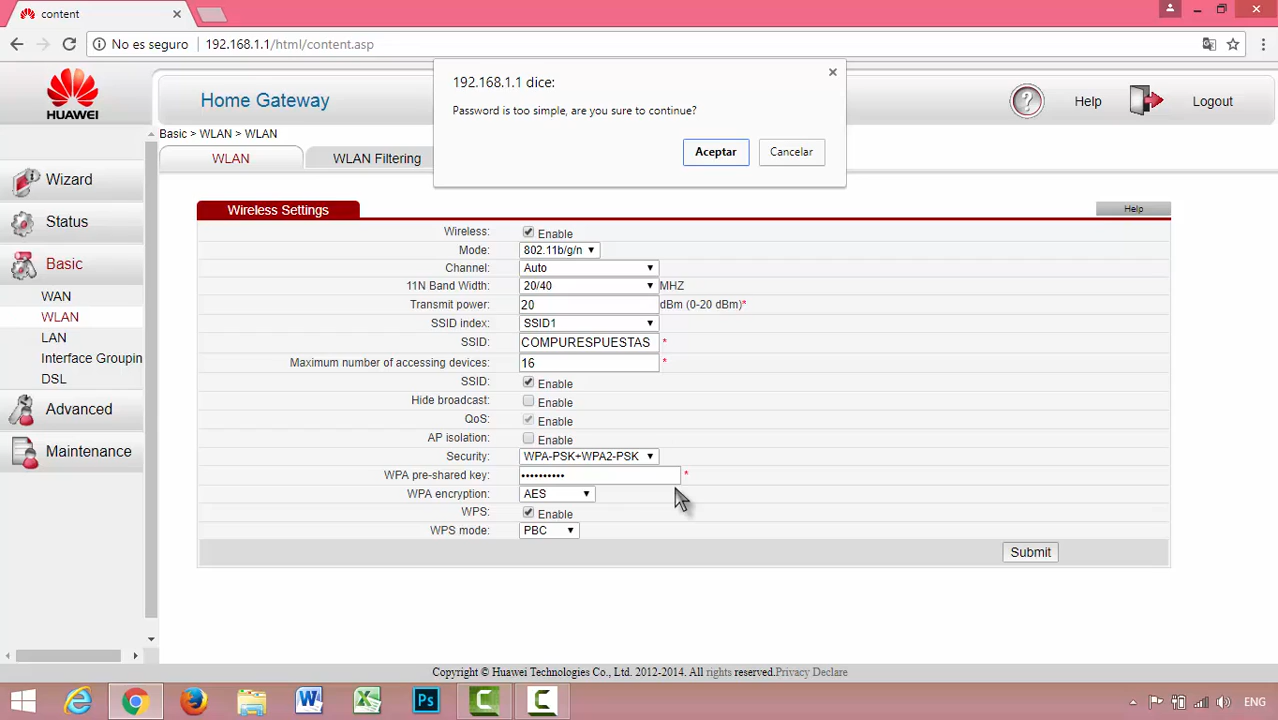 content
No es seguro
192.168.1.1/html/content.asp
192.168.1.1 dice:
Password is too simple, are you sure to continue?
Aceptar
Cancelar
HUAWEI
Home Gateway
? Help
Logout
Basic > WLAN > WLAN
WLAN
WLAN Filtering
Wizard
Status
Basic
WAN
WLAN
LAN
Interface Groupin
DSL
Advanced
Maintenance
Wireless Settings
Help
Wireless: Enable
Mode: 802.11b/g/n
Channel: Auto
11N Band Width: 20/40 MHZ
Transmit power: 20 dBm (0-20 dBm)*
SSID index: SSID1
SSID: COMPURESPUESTAS *
Maximum number of accessing devices: 16 *
SSID: Enable
Hide broadcast: Enable
QoS: Enable
AP isolation: Enable
Security: WPA-PSK+WPA2-PSK
WPA pre-shared key: •••••••••• *
WPA encryption: AES
WPS: Enable
WPS mode: PBC
Submit
Copyright © Huawei Technologies Co., Ltd. 2012-2014. All rights reserved.Privacy Declare
ENG